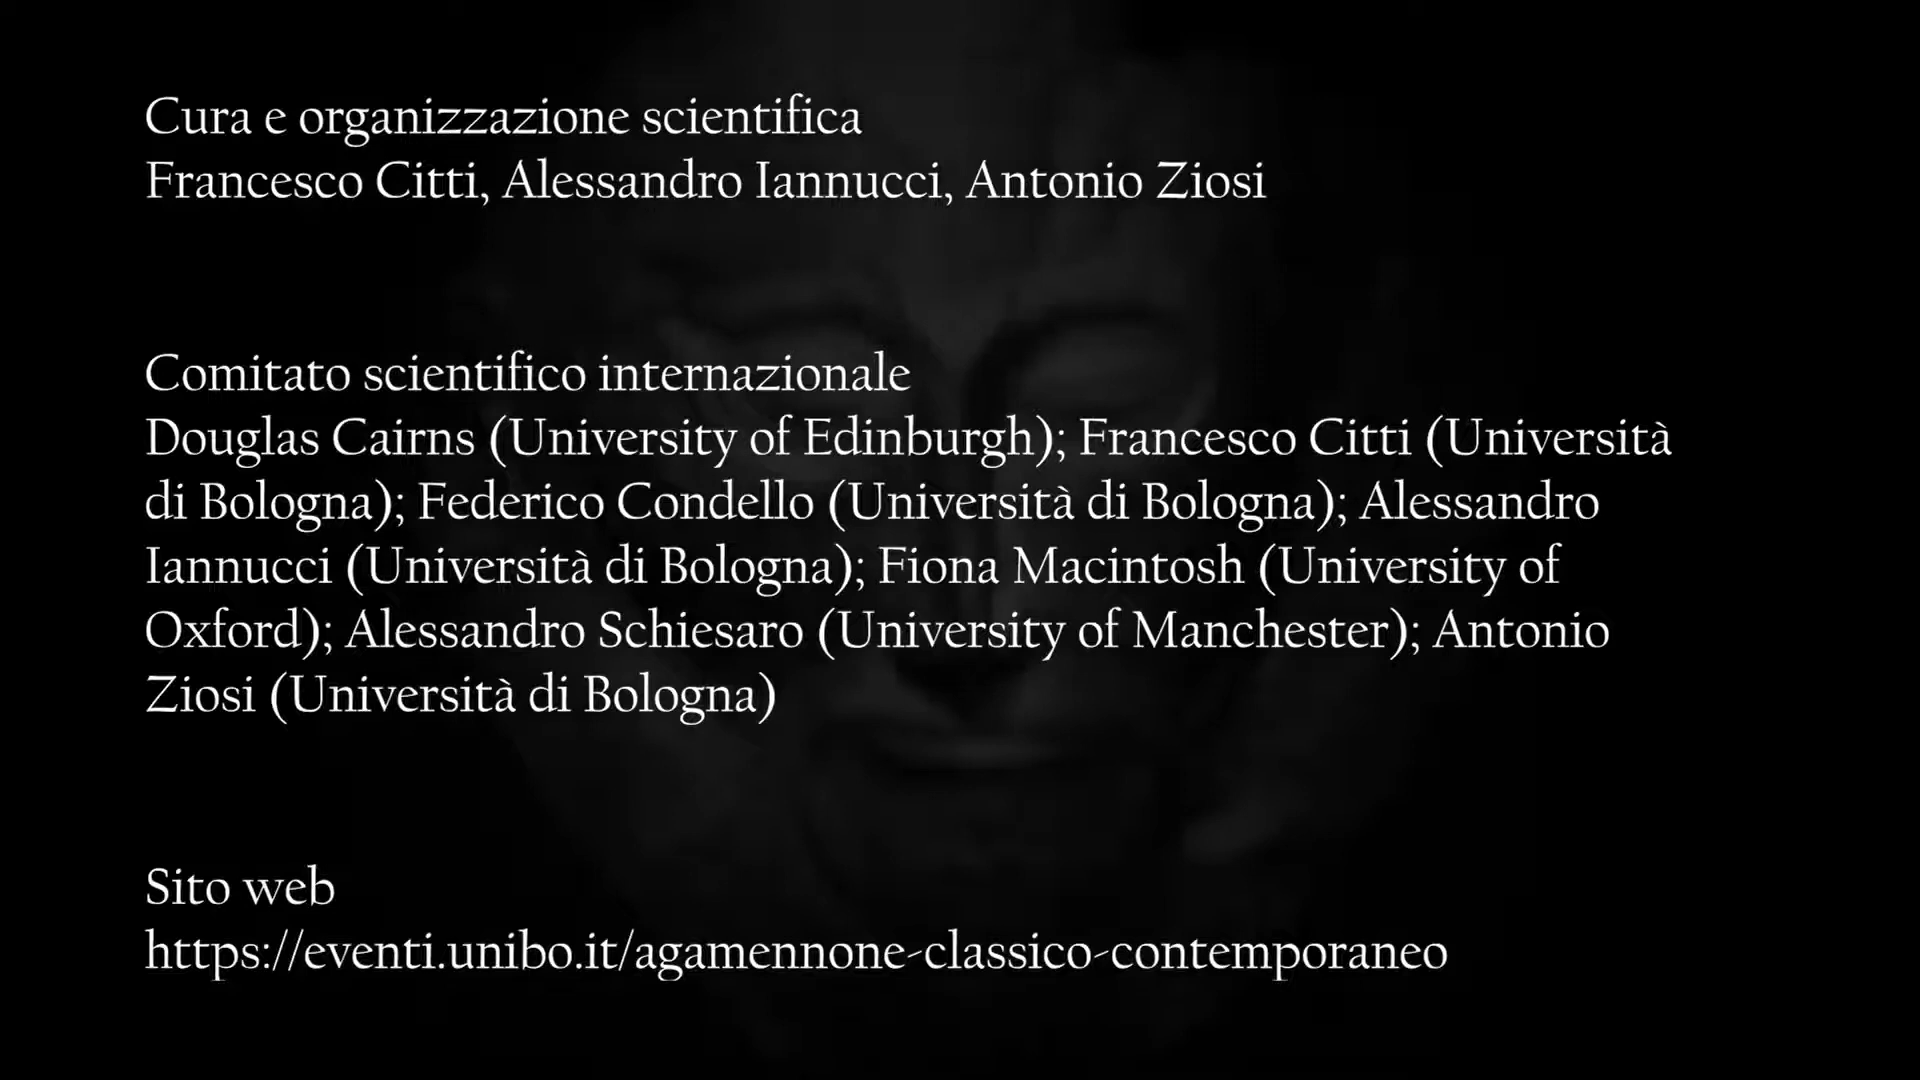 Cura e organizzazione scientifica
Francesco Citti, Alessandro Iannucci, Antonio Ziosi
Comitato scientifico internazionale
Douglas Cairns (University of Edinburgh); Francesco Citti (Università
di Bologna); Federico Condello (Università di Bologna); Alessandro
Iannucci (Università di Bologna); Fiona Macintosh (University of
Oxford); Alessandro Schiesaro (University of Manchester); Antonio
Ziosi (Università di Bologna)
Sito web
https://eventi.unibo.it/agamennone-classico-contemporaneo